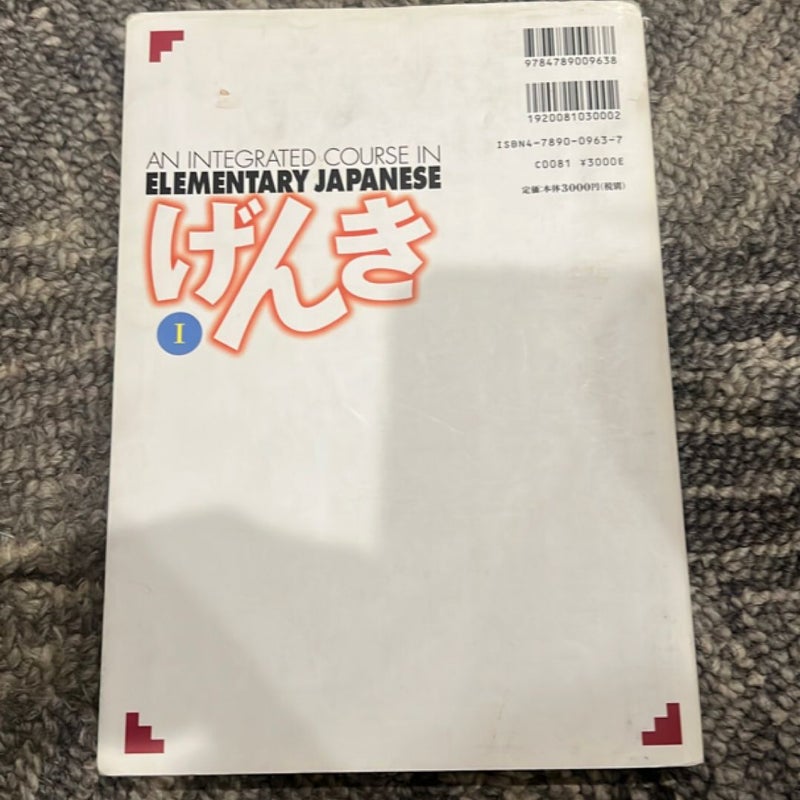 9784789009638
1920081030002
ISBN4-7890-0963-7
C0081 ¥3000E
定価:本体3000円(税別)
AN INTEGRATED COURSE IN
ELEMENTARY JAPANESE
げんき
I